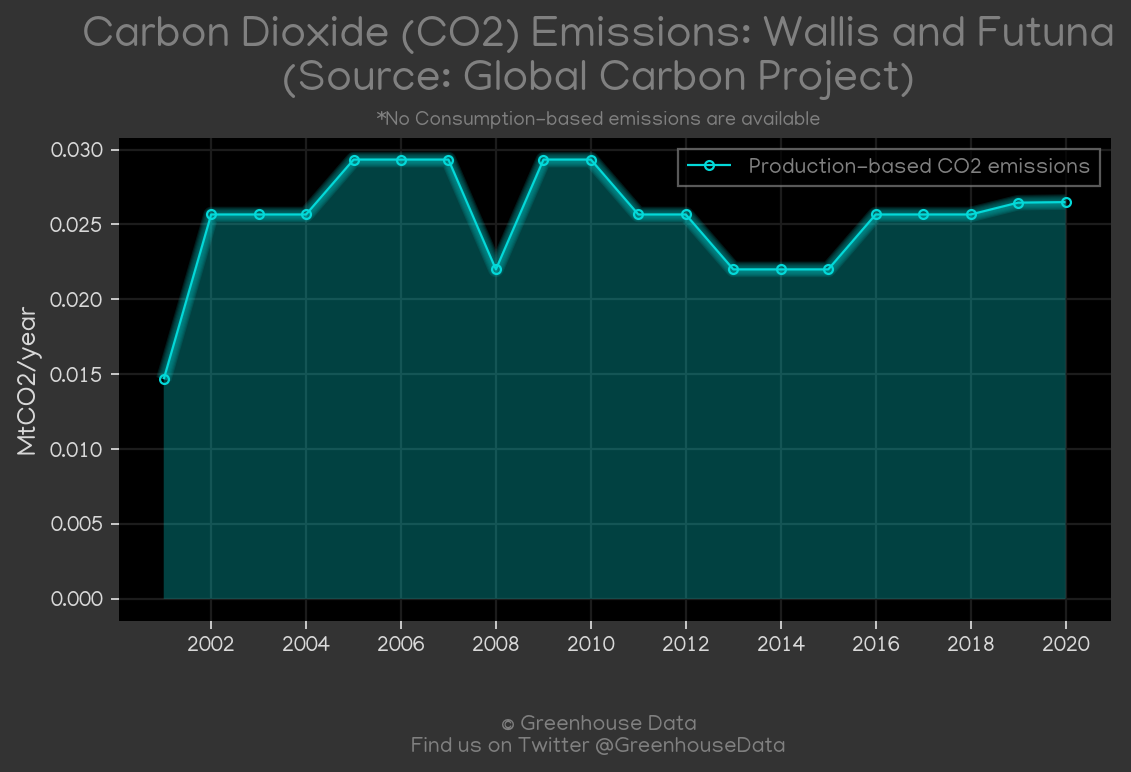 Carbon Dioxide (CO2) Emissions: Wallis and Futuna
(Source: Global Carbon Project)
*No Consumption-based emissions are available
Production-based CO2 emissions
MtCO2/year
0.030
0.025
0.020
0.015
0.010
0.005
0.000
2002 2004 2006 2008 2010 2012 2014 2016 2018 2020
© Greenhouse Data
Find us on Twitter @GreenhouseData